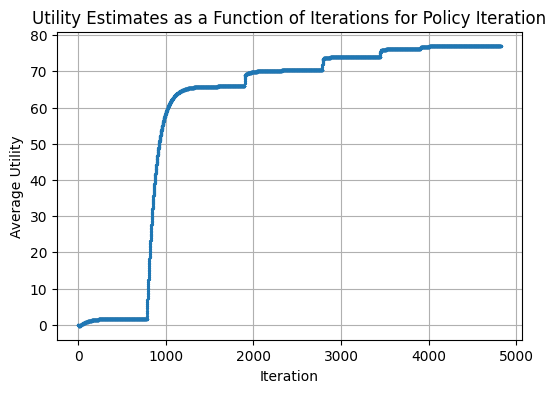 Utility Estimates as a Function of Iterations for Policy Iteration
80
70
60
50
40
30
20
10
0
Average Utility
0 1000 2000 3000 4000 5000
Iteration